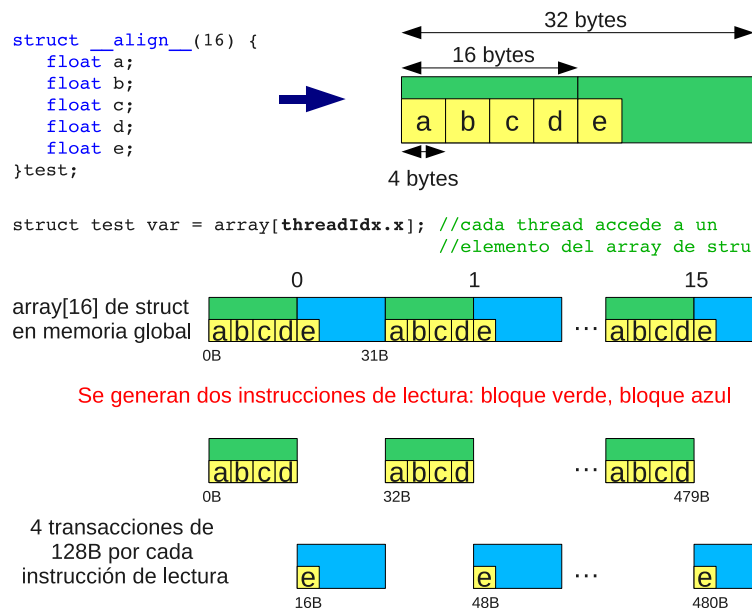 32 bytes
struct __align__(16) {
16 bytes
float a;
float b;
float c;
a b c d e
float d;
float e;
}test;
4 bytes
struct test var = array[threadIdx.x]; //cada thread accede a un
//elemento del array de stru
0 1 15
array[16] de struct
en memoria global
a b c d e a b c d e ... a b c d e
0B 31B
Se generan dos instrucciones de lectura: bloque verde, bloque azul
a b c d a b c d ... a b c d
0B 32B 479B
4 transacciones de
128B por cada
instrucción de lectura
e e ... e
16B 48B 480B